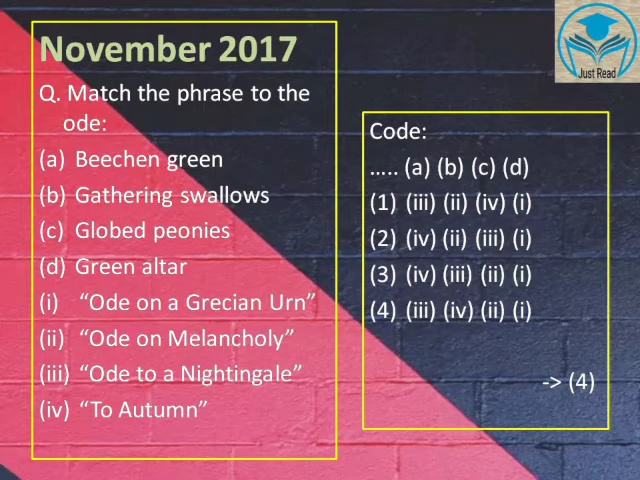 Just Read
November 2017
Q. Match the phrase to the
ode:
(a) Beechen green
(b) Gathering swallows
(c) Globed peonies
(d) Green altar
(i) “Ode on a Grecian Urn”
(ii) “Ode on Melancholy”
(iii) “Ode to a Nightingale”
(iv) “To Autumn”
Code:
..... (a) (b) (c) (d)
(1) (iii) (ii) (iv) (i)
(2) (iv) (ii) (iii) (i)
(3) (iv) (iii) (ii) (i)
(4) (iii) (iv) (ii) (i)
-> (4)